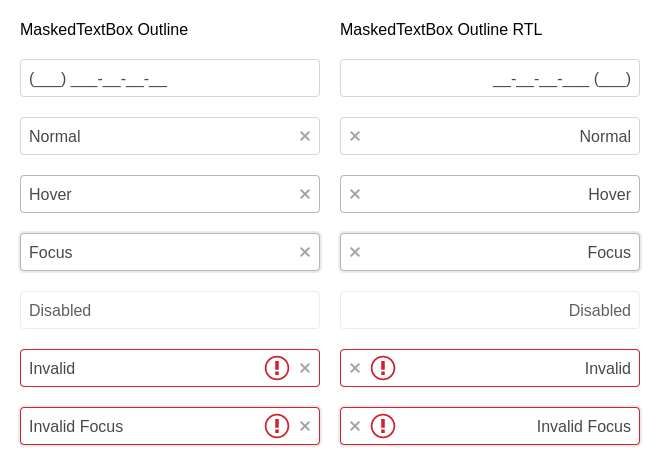 MaskedTextBox Outline
(___) ___-__-__-__
Normal
Hover
Focus
Disabled
Invalid
Invalid Focus
MaskedTextBox Outline RTL
__-__-__-___ (___)
Normal
Hover
Focus
Disabled
Invalid
Invalid Focus